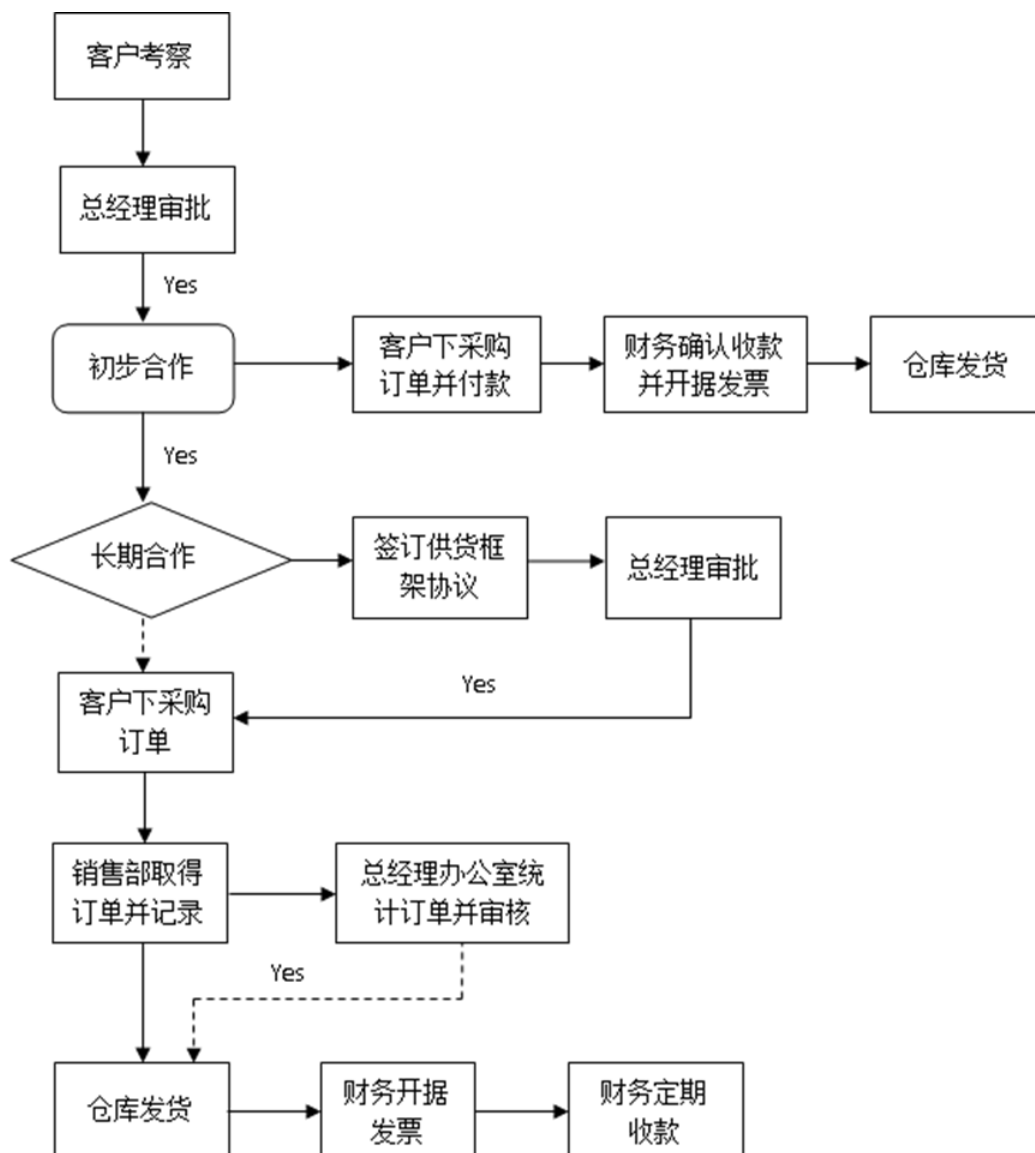 客户考察
总经理审批
Yes
初步合作
客户下采购
订单并付款
财务确认收款
并开据发票
仓库发货
Yes
长期合作
签订供货框
架协议
总经理审批
Yes
客户下采购
订单
销售部取得
订单并记录
总经理办公室统
计订单并审核
Yes
仓库发货
财务开据
发票
财务定期
收款